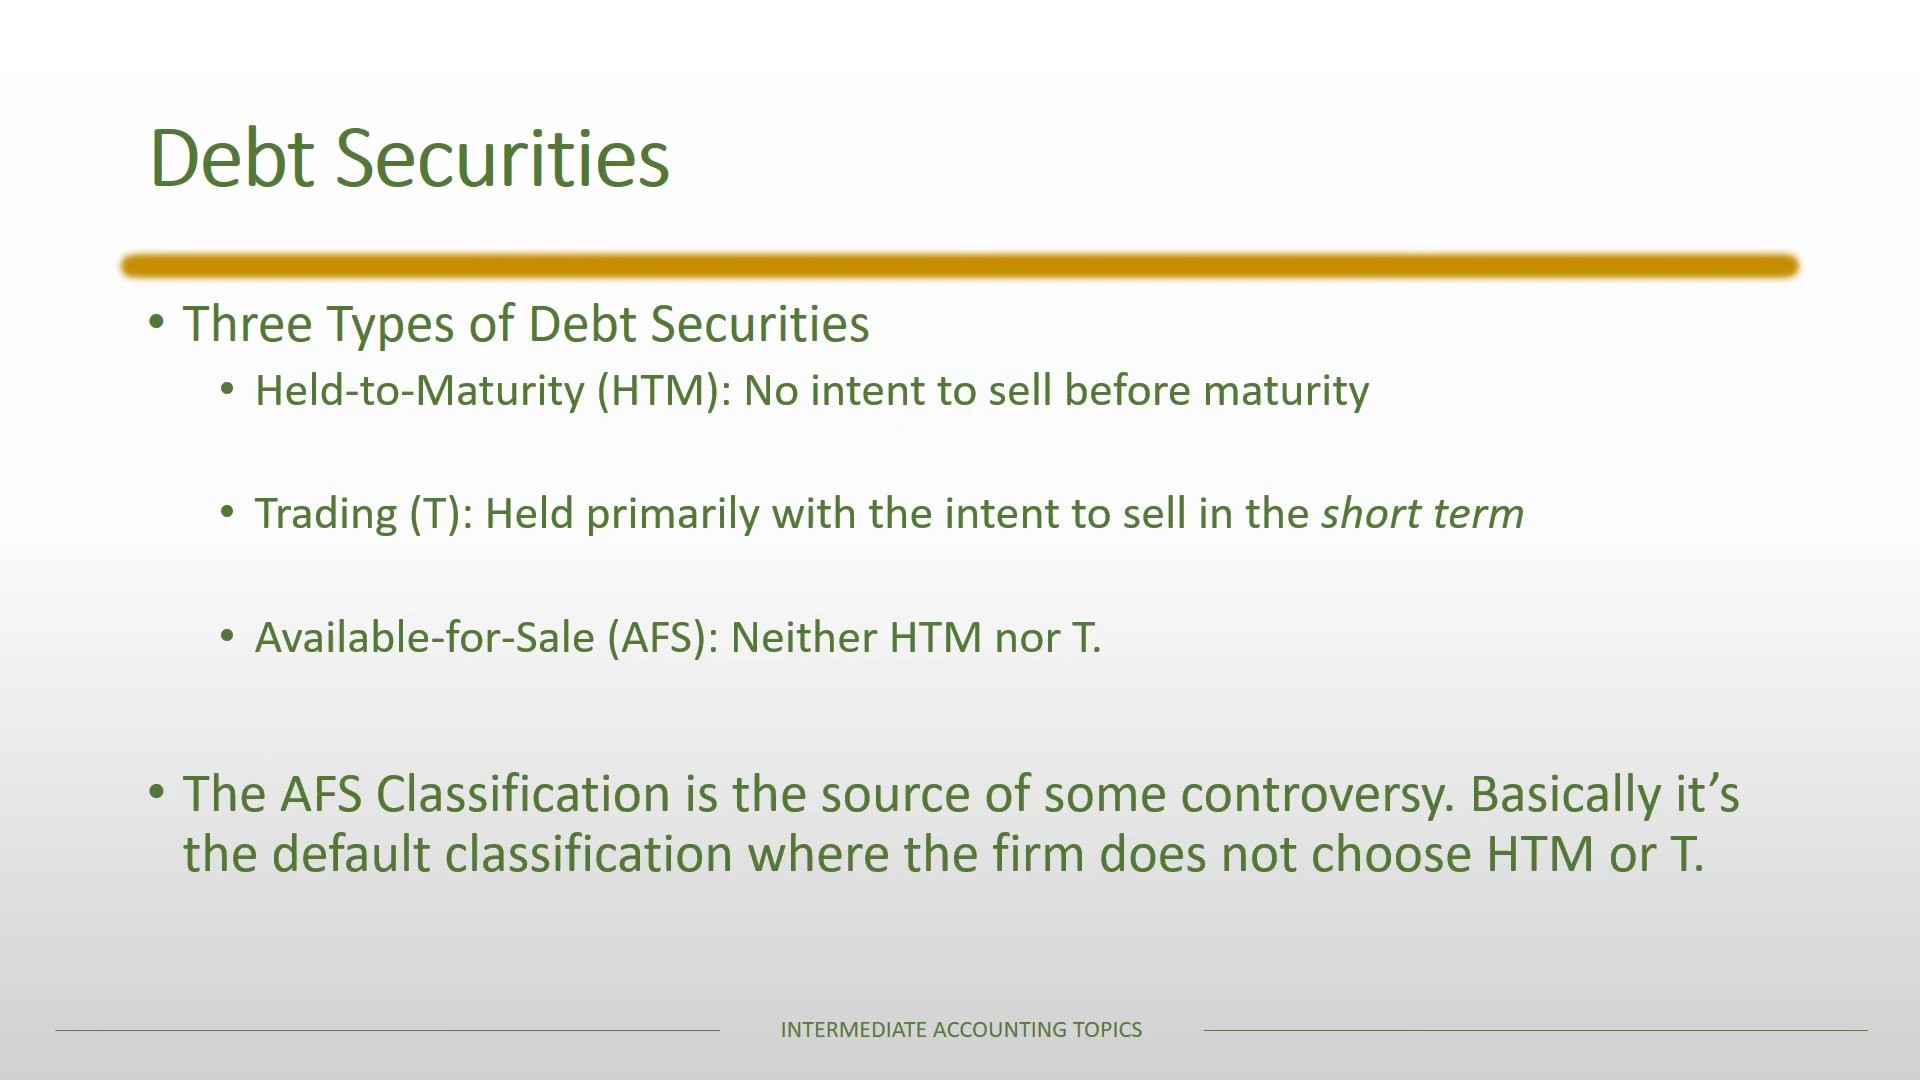 Debt Securities
• Three Types of Debt Securities
• Held-to-Maturity (HTM): No intent to sell before maturity
• Trading (T): Held primarily with the intent to sell in the short term
• Available-for-Sale (AFS): Neither HTM nor T.
• The AFS Classification is the source of some controversy. Basically it’s
the default classification where the firm does not choose HTM or T.
INTERMEDIATE ACCOUNTING TOPICS